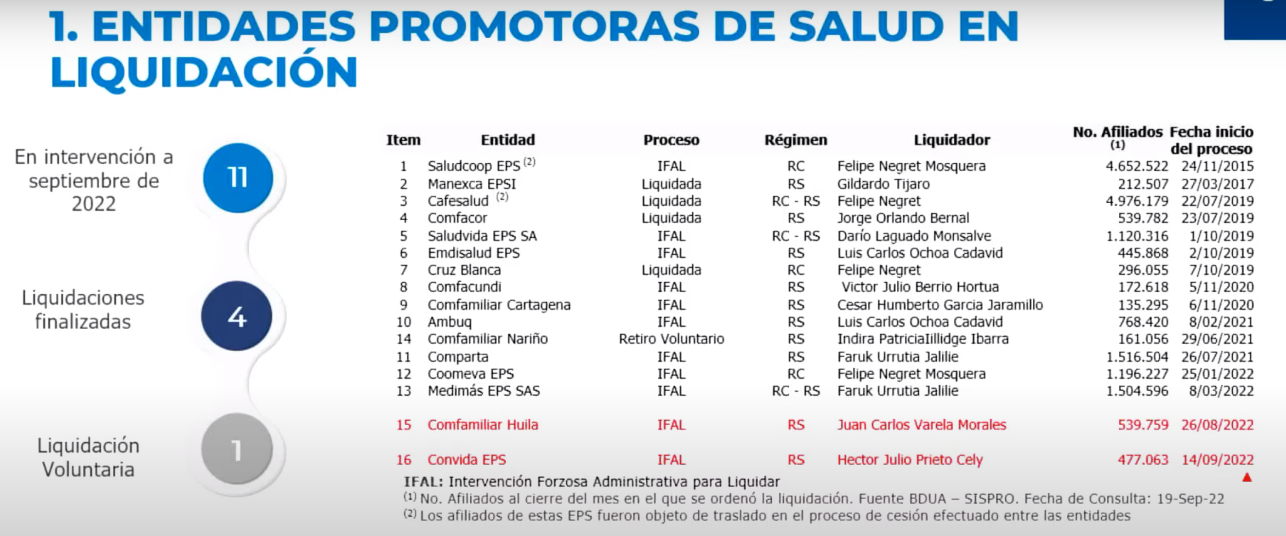 1. ENTIDADES PROMOTORAS DE SALUD EN
LIQUIDACIÓN
En intervención a
septiembre de
2022
11
Liquidaciones
finalizadas
4
Liquidación
Voluntaria
1
Item Entidad Proceso Régimen Liquidador No. Afiliados (1) Fecha inicio del proceso
1 Saludcoop EPS (2) IFAL RC Felipe Negret Mosquera 4.652.522 24/11/2015
2 Manexca EPSI Liquidada RS Gildardo Tijaro 212.507 27/03/2017
3 Cafesalud (2) Liquidada RC - RS Felipe Negret 4.976.179 22/07/2019
4 Comfacor Liquidada RS Jorge Orlando Bernal 539.782 23/07/2019
5 Saludvida EPS SA IFAL RC - RS Darío Laguado Monsalve 1.120.316 1/10/2019
6 Emdisalud EPS IFAL RS Luis Carlos Ochoa Cadavid 445.868 2/10/2019
7 Cruz Blanca Liquidada RC Felipe Negret 296.055 7/10/2019
8 Comfacundi IFAL RS Victor Julio Berrio Hortua 172.618 5/11/2020
9 Comfamiliar Cartagena IFAL RS Cesar Humberto Garcia Jaramillo 135.295 6/11/2020
10 Ambuq IFAL RS Luis Carlos Ochoa Cadavid 768.420 8/02/2021
14 Comfamiliar Nariño Retiro Voluntario RS Indira PatriciaIillidge Ibarra 161.056 29/06/2021
11 Comparta IFAL RS Faruk Urrutia Jalilie 1.516.504 26/07/2021
12 Coomeva EPS IFAL RC Felipe Negret Mosquera 1.196.227 25/01/2022
13 Medimás EPS SAS IFAL RC - RS Faruk Urrutia Jalilie 1.504.596 8/03/2022
15 Comfamiliar Huila IFAL RS Juan Carlos Varela Morales 539.759 26/08/2022
16 Convida EPS IFAL RS Hector Julio Prieto Cely 477.063 14/09/2022
IFAL: Intervención Forzosa Administrativa para Liquidar
(1) No. Afiliados al cierre del mes en el que se ordenó la liquidación. Fuente BDUA – SISPRO. Fecha de Consulta: 19-Sep-22
(2) Los afiliados de estas EPS fueron objeto de traslado en el proceso de cesión efectuado entre las entidades